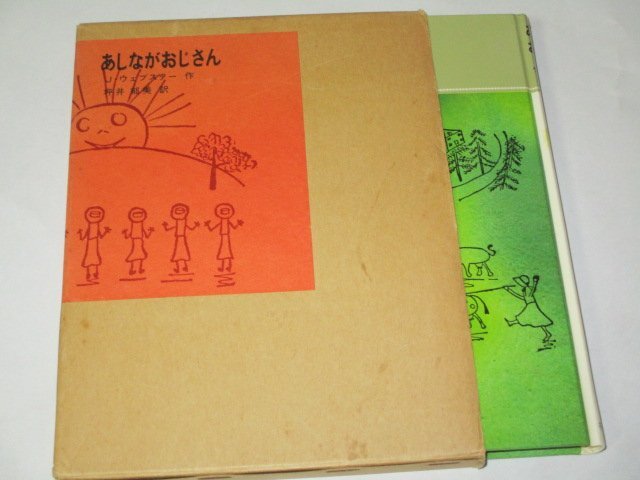 あしながおじさん
J・ウェブスター 作
坪井郁美 訳